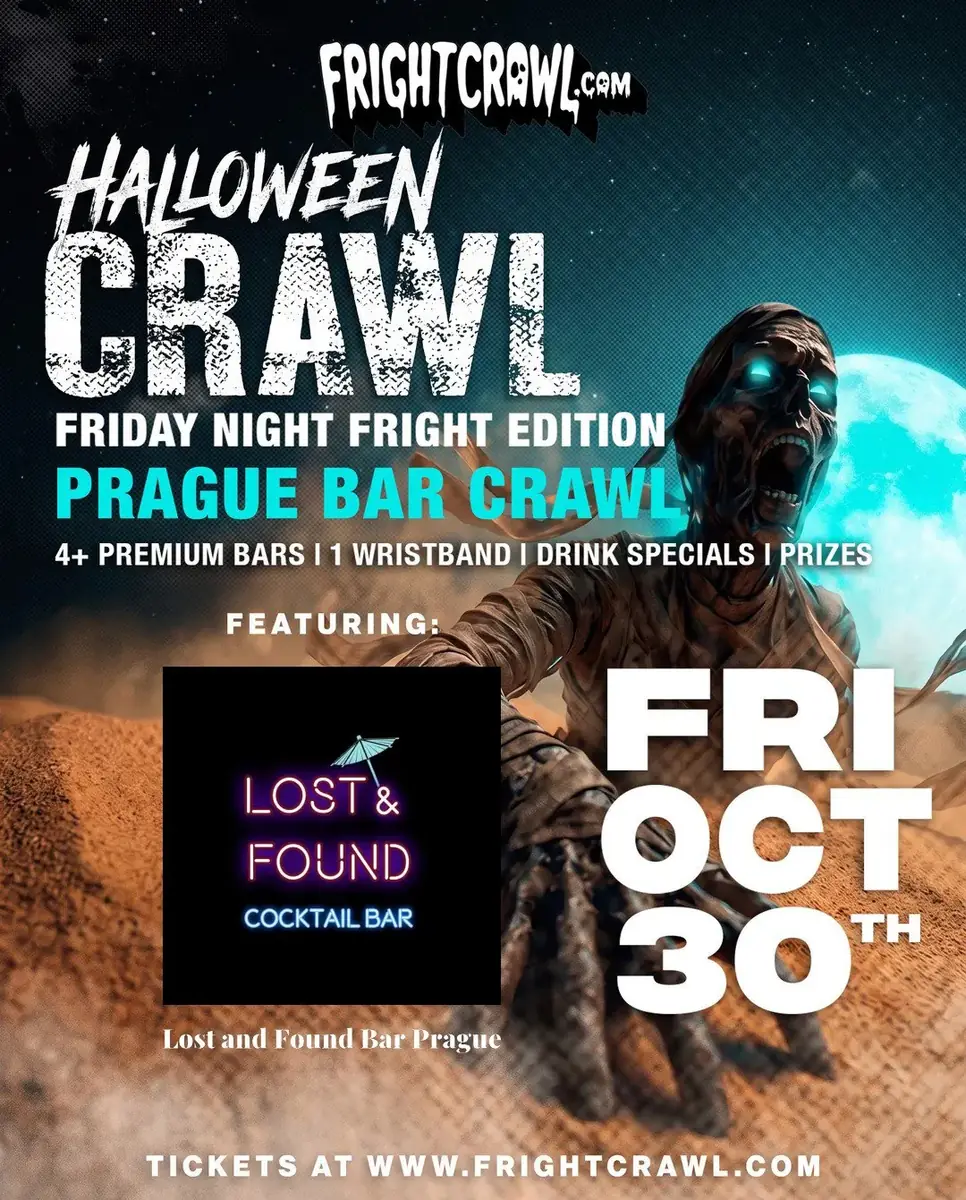 FRIGHTCRAWL.COM
HALLOWEEN
CRAWL
FRIDAY NIGHT FRIGHT EDITION
PRAGUE BAR CRAWL
4+ PREMIUM BARS | 1 WRISTBAND | DRINK SPECIALS | PRIZES
FEATURING:
LOST &
FOUND
COCKTAIL BAR
Lost and Found Bar Prague
FRI
OCT
30TH
TICKETS AT WWW.FRIGHTCRAWL.COM